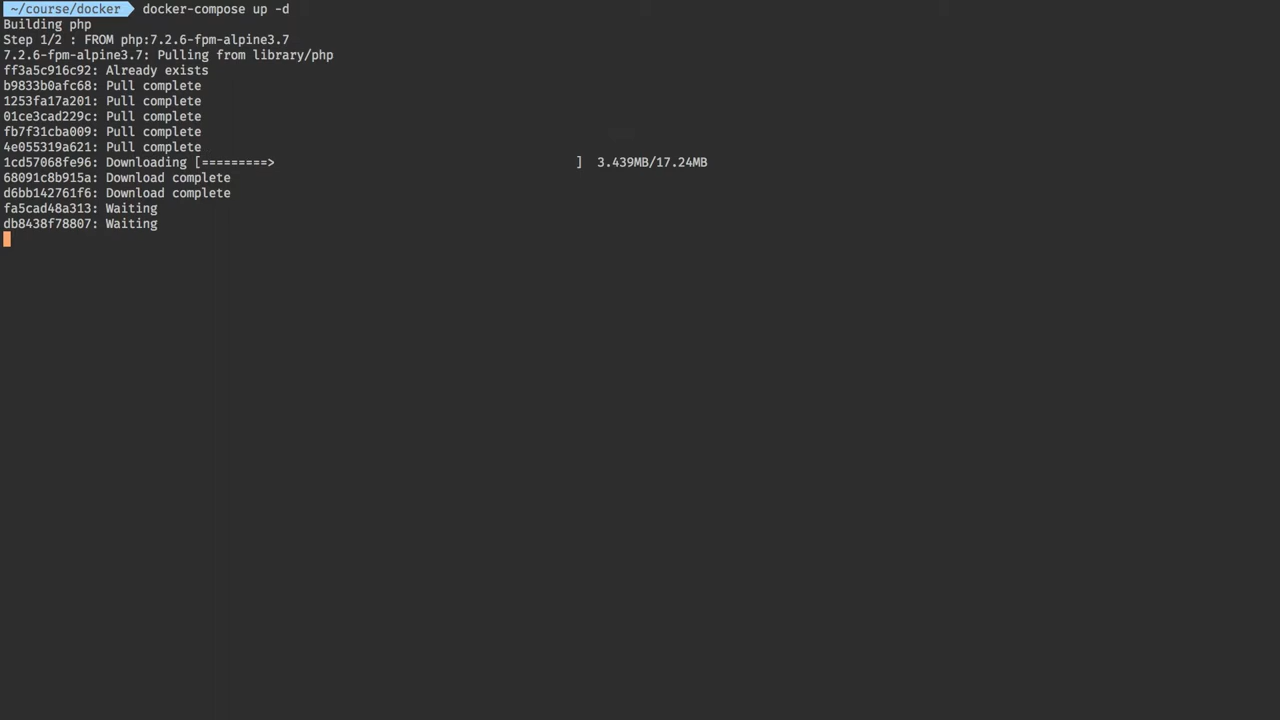 ~/course/docker docker-compose up -d
Building php
Step 1/2 : FROM php:7.2.6-fpm-alpine3.7
7.2.6-fpm-alpine3.7: Pulling from library/php
ff3a5c916c92: Already exists
b9833b0afc68: Pull complete
1253fa17a201: Pull complete
01ce3cad229c: Pull complete
fb7f31cba009: Pull complete
4e055319a621: Pull complete
1cd57068fe96: Downloading [=========>                                         ]  3.439MB/17.24MB
68091c8b915a: Download complete
d6bb142761f6: Download complete
fa5cad48a313: Waiting
db8438f78807: Waiting